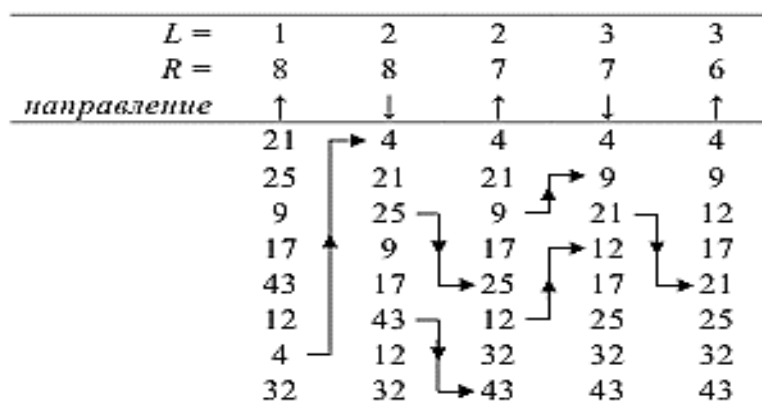 L = 1 2 2 3 3
R = 8 8 7 7 6
направление ↑ ↓ ↑ ↓ ↑
21 4 4 4 4
25 21 21 9 9
9 25 9 21 12
17 9 17 12 17
43 17 25 17 21
12 43 12 25 25
4 12 32 32 32
32 32 43 43 43